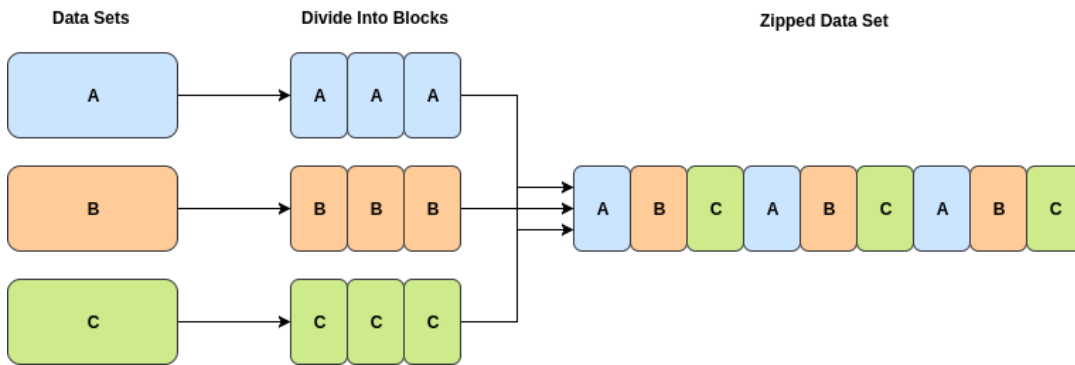 Data Sets
Divide Into Blocks
Zipped Data Set
A
A A A
B
B B B
A B C A B C A B C
C
C C C